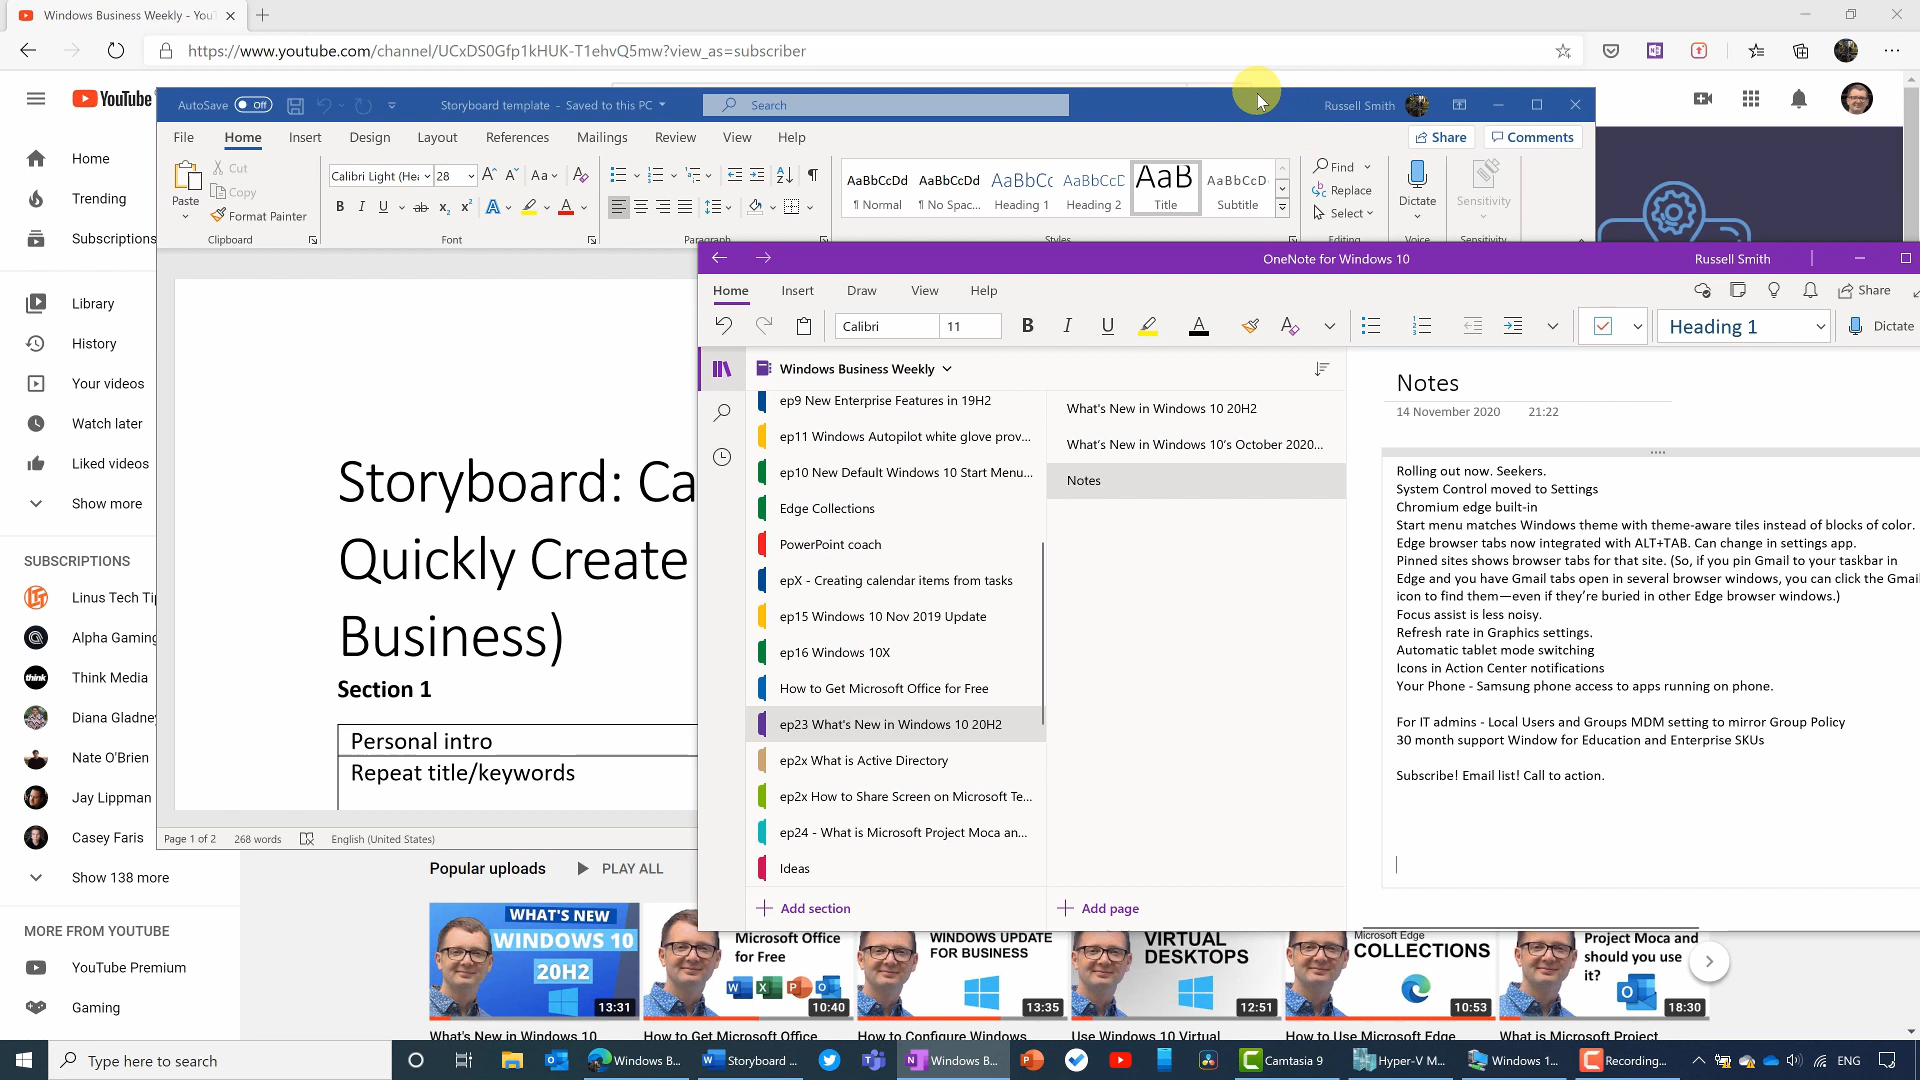 Windows Business Weekly - You
https://www.youtube.com/channel/UCxDS0Gfp1kHUK-T1ehvQ5mw?view_as=subscriber
YouTube
Home
Trending
Subscriptions
Library
History
Your videos
Watch later
Liked videos
Show more
SUBSCRIPTIONS
Linus Tech Tip
Alpha Gaming
Think Media
Diana Gladney
Nate O'Brien
Jay Lippman
Casey Faris
Show 138 more
MORE FROM YOUTUBE
YouTube Premium
Gaming
AutoSave Off Storyboard template - Saved to this PC Search Russell Smith
File Home Insert Design Layout References Mailings Review View Help Share Comments
Paste Cut
Copy
Format Painter
Clipboard
Calibri Light (Hea 28
Font
Paragraph
AaBbCcDd AaBbCcDd AaBbCc AaBbCcD AaB AaBbCcD
¶ Normal ¶ No Spac... Heading 1 Heading 2 Title Subtitle
Styles
Find
Replace
Select
Editing
Dictate
Voice
Sensitivity
Sensitivity
Storyboard: Ca
Quickly Create
Business)
Section 1
Personal intro
Repeat title/keywords
Page 1 of 2 268 words English (United States)
OneNote for Windows 10 Russell Smith
Home Insert Draw View Help Share
Calibri 11 B I U A Heading 1 Dictate
Windows Business Weekly
ep9 New Enterprise Features in 19H2
ep11 Windows Autopilot white glove prov...
ep10 New Default Windows 10 Start Menu...
Edge Collections
PowerPoint coach
epX - Creating calendar items from tasks
ep15 Windows 10 Nov 2019 Update
ep16 Windows 10X
How to Get Microsoft Office for Free
ep23 What's New in Windows 10 20H2
ep2x What is Active Directory
ep2x How to Share Screen on Microsoft Te...
ep24 - What is Microsoft Project Moca an...
Ideas
Add section
What's New in Windows 10 20H2
What's New in Windows 10's October 2020...
Notes
Add page
Notes
14 November 2020 21:22
Rolling out now. Seekers.
System Control moved to Settings
Chromium edge built-in
Start menu matches Windows theme with theme-aware tiles instead of blocks of color.
Edge browser tabs now integrated with ALT+TAB. Can change in settings app.
Pinned sites shows browser tabs for that site. (So, if you pin Gmail to your taskbar in
Edge and you have Gmail tabs open in several browser windows, you can click the Gmai
icon to find them—even if they're buried in other Edge browser windows.)
Focus assist is less noisy.
Refresh rate in Graphics settings.
Automatic tablet mode switching
Icons in Action Center notifications
Your Phone - Samsung phone access to apps running on phone.
For IT admins - Local Users and Groups MDM setting to mirror Group Policy
30 month support Window for Education and Enterprise SKUs
Subscribe! Email list! Call to action.
Popular uploads PLAY ALL
WHAT'S NEW
WINDOWS 10
20H2
13:31
What's New in Windows 10
Microsoft Office
for Free
10:40
How to Get Microsoft Office
WINDOWS UPDATE
FOR BUSINESS
13:35
How to Configure Windows
VIRTUAL
DESKTOPS
12:51
Use Windows 10 Virtual
Microsoft Edge
COLLECTIONS
10:53
How to Use Microsoft Edge
Project Moca and
should you use
it?
18:30
What is Microsoft Project
Type here to search Windows B... Storyboard ... Windows B... Camtasia 9 Hyper-V M... Windows 1... Recording... ENG